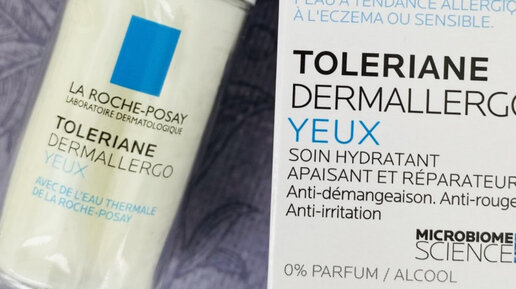 LA ROCHE-POSAY
LABORATOIRE DERMATOLOGIQUE
TOLERIANE
DERMALLERGO
YEUX
AVEC DE L'EAU THERMALE
DE LA ROCHE-POSAY
PEAU À TENDANCE ALLERGIQ
À L'ECZEMA OU SENSIBLE.
TOLERIANE
DERMALLERGO
YEUX
SOIN HYDRATANT
APAISANT ET RÉPARATEUR
Anti-démangeaison. Anti-rouge
Anti-irritation
MICROBIOME
SCIENCE
0% PARFUM / ALCOOL